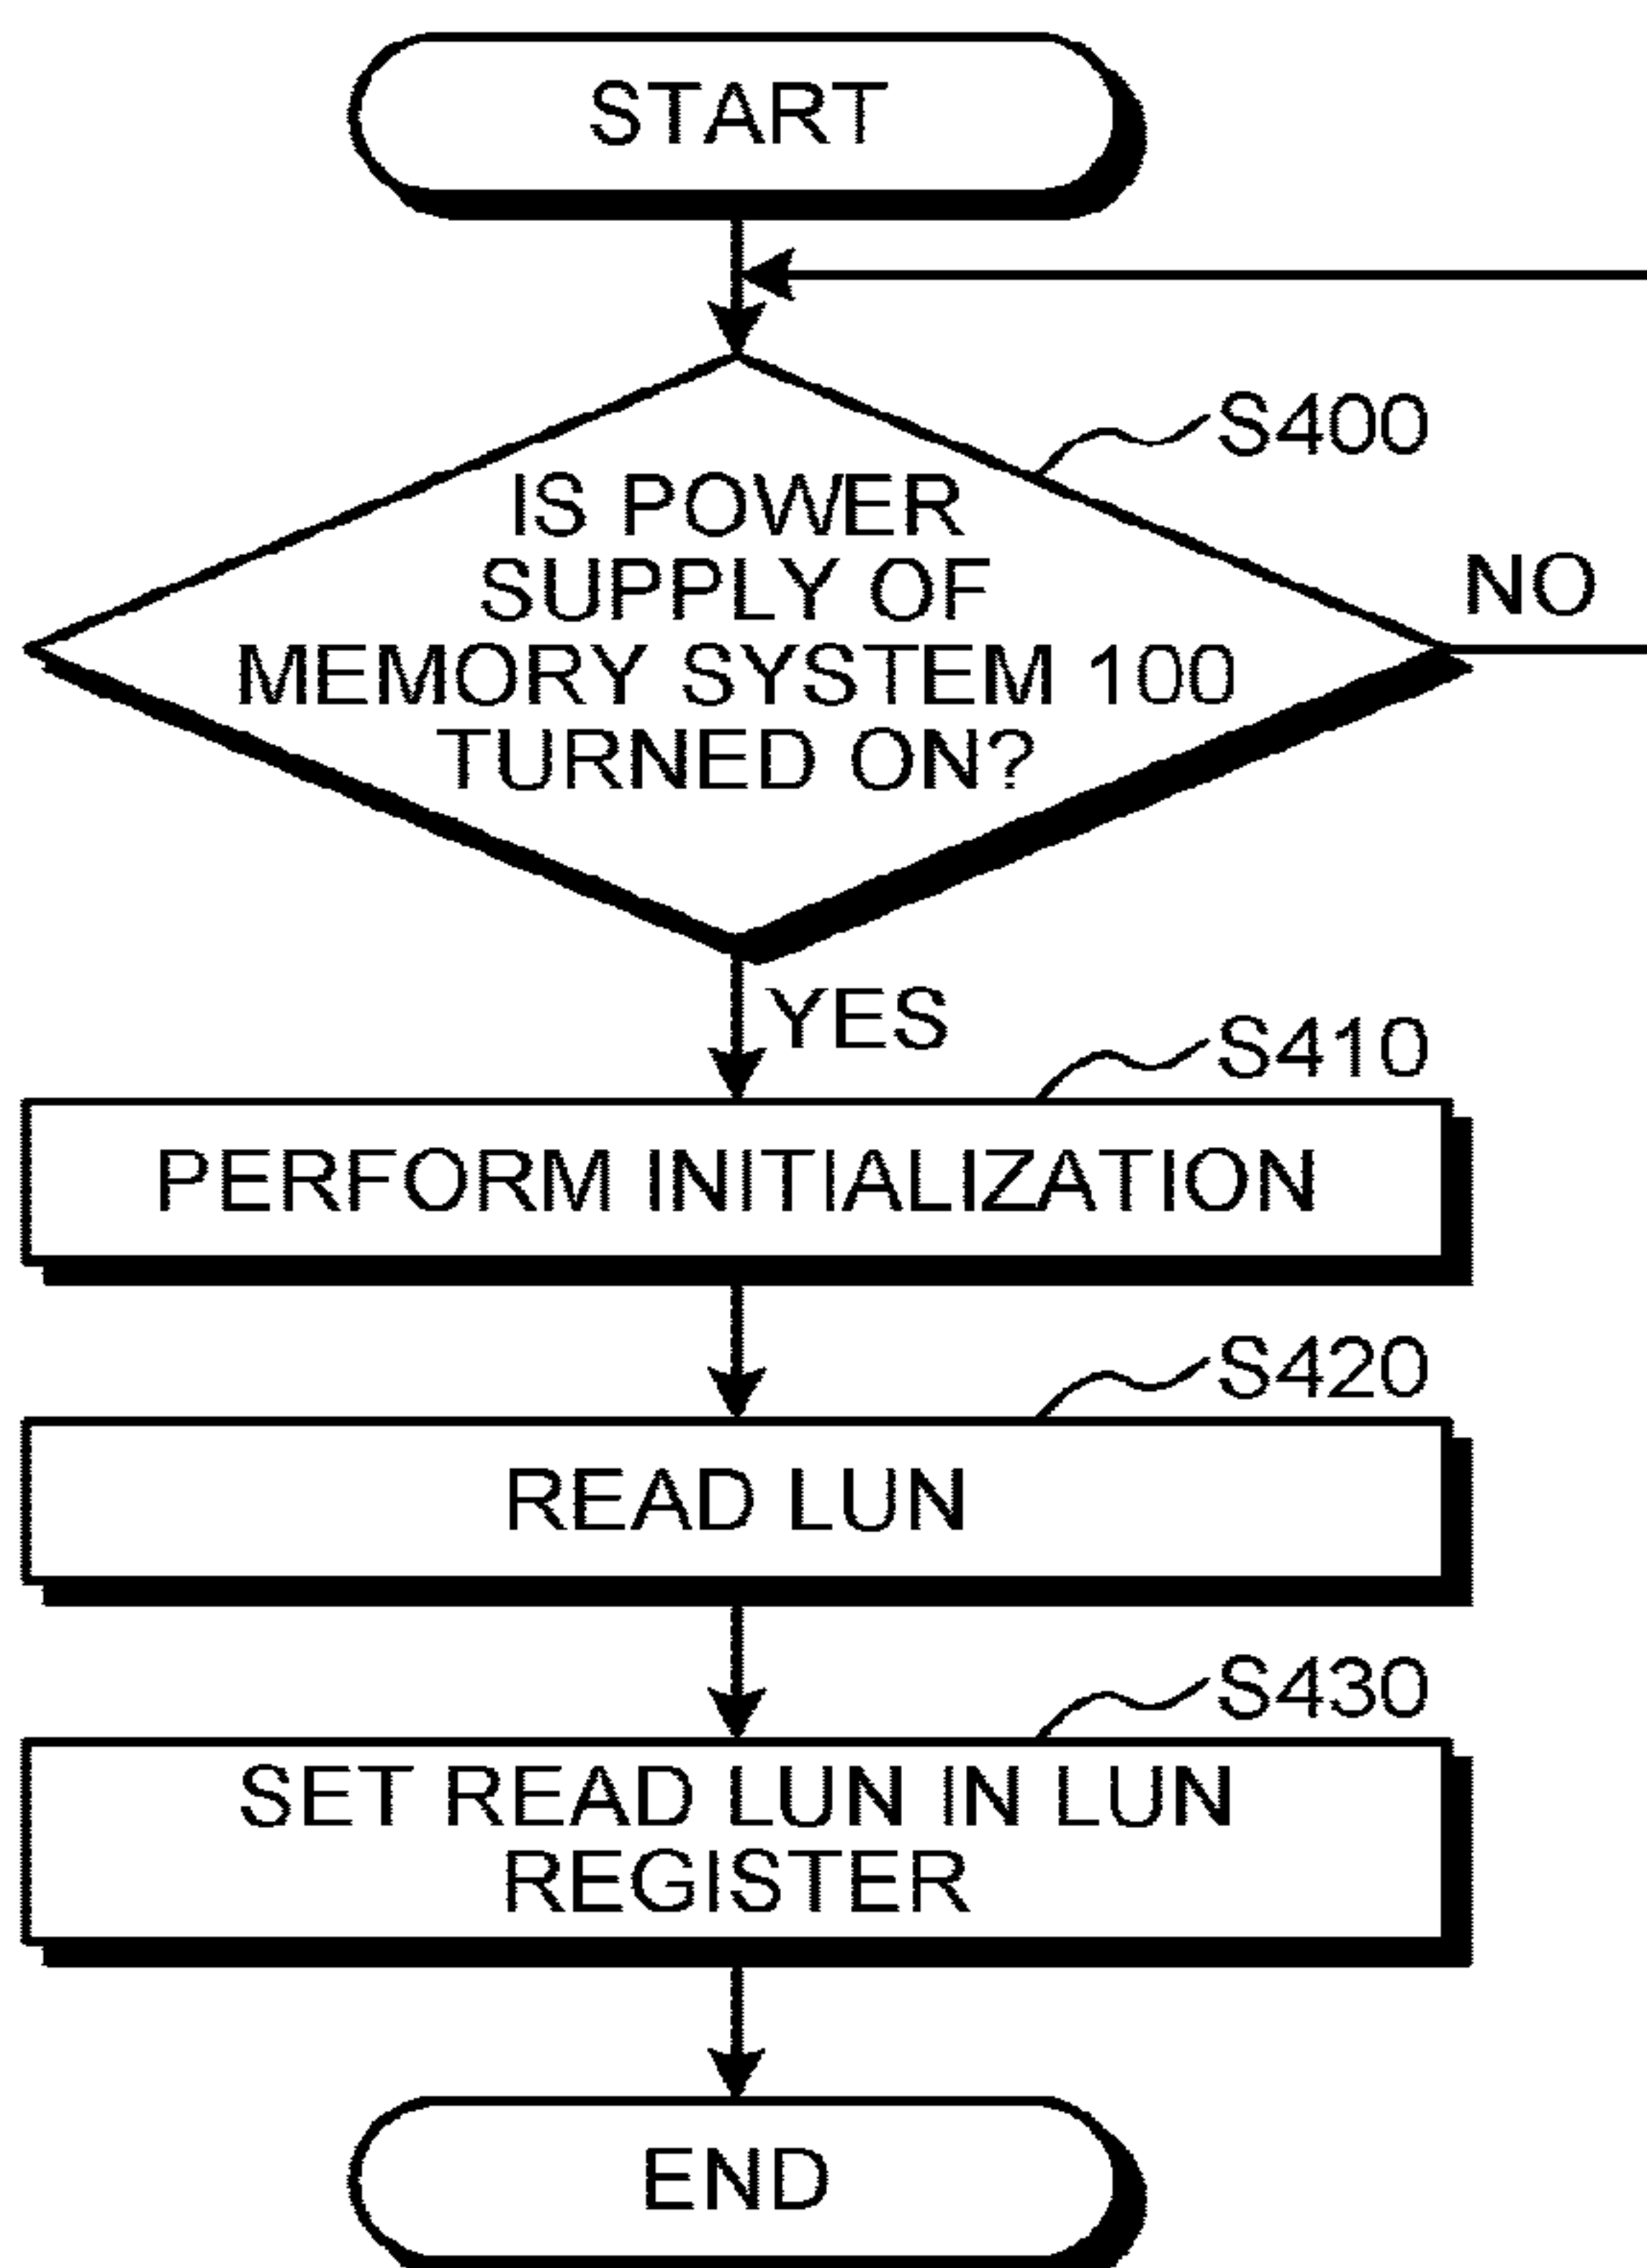 START
S400
IS POWER
SUPPLY OF
MEMORY SYSTEM 100
TURNED ON?
NO
YES
S410
PERFORM INITIALIZATION
S420
READ LUN
S430
SET READ LUN IN LUN
REGISTER
END